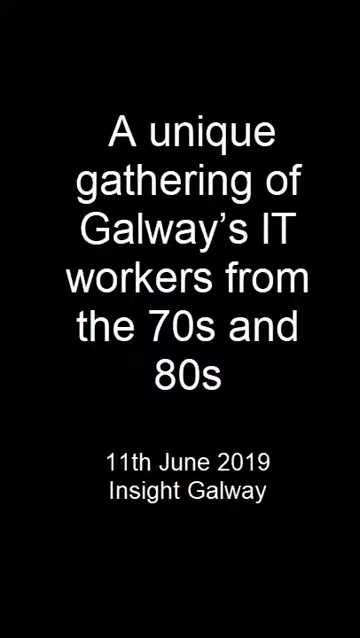 A unique
gathering of
Galway’s IT
workers from
the 70s and
80s
11th June 2019
Insight Galway